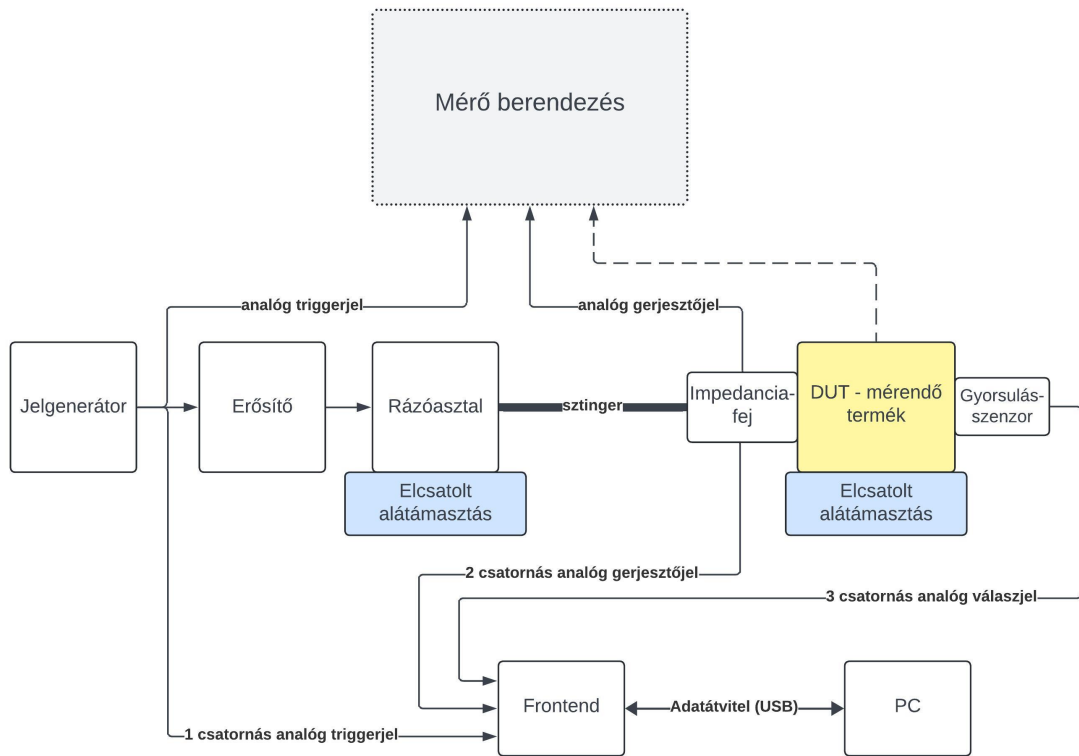 Mérő berendezés
analóg triggerjel
analóg gerjesztőjel
Jelgenerátor
Erősítő
Rázóasztal
sztinger
Impedancia-
fej
DUT - mérendő
termék
Gyorsulás-
szenzor
Elcsatolt
alátámasztás
Elcsatolt
alátámasztás
2 csatornás analóg gerjesztőjel
3 csatornás analóg válaszjel
Frontend
Adatátvitel (USB)
PC
1 csatornás analóg triggerjel